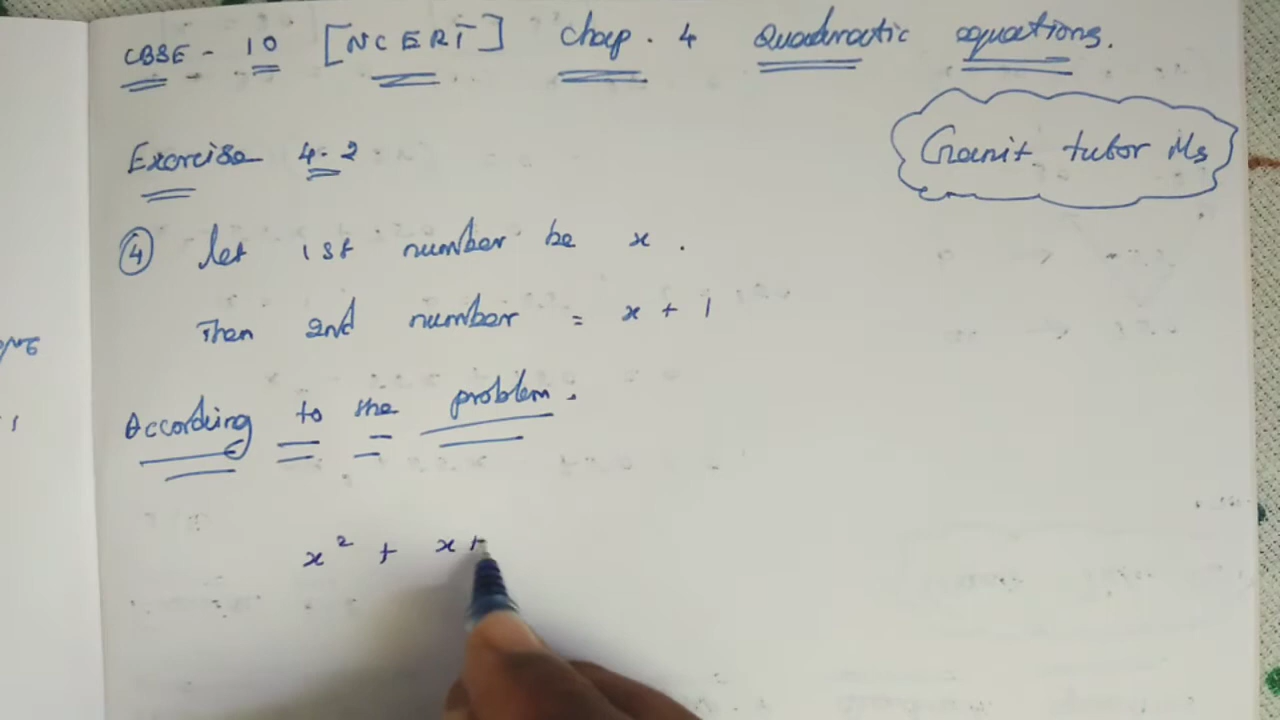 CBSE - 10 [NCERT] Chap. 4 Quadratic equations.
Ganit tutor Ms
Exercise 4.2
④ let 1st number be x.
Then 2nd number = x + 1
According to the problem.
x² + x +